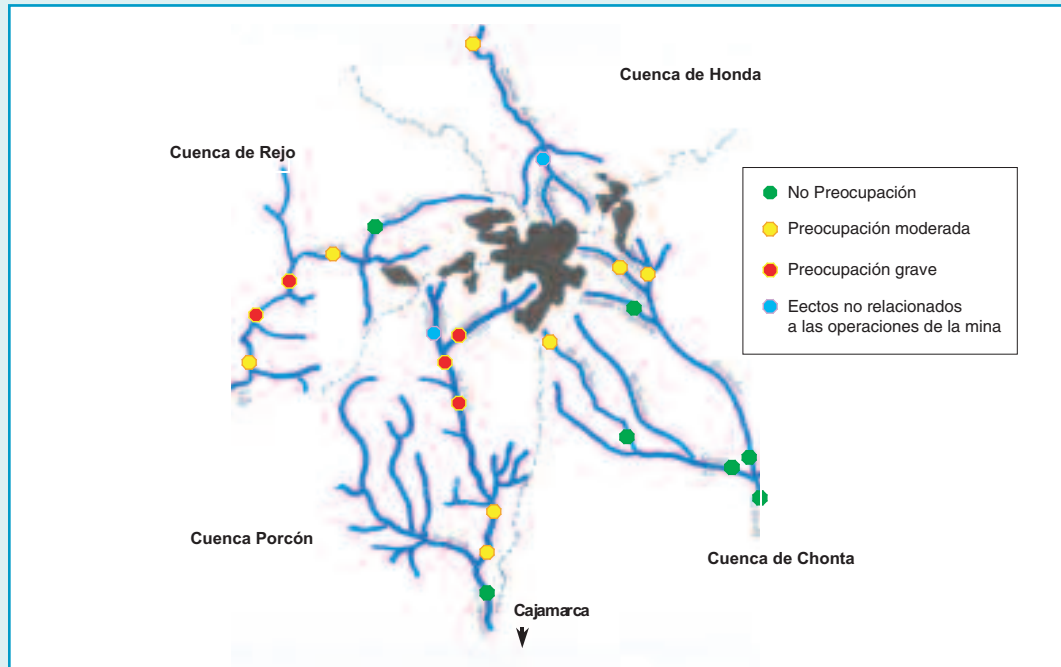 Cuenca de Honda
Cuenca de Rejo
No Preocupación
Preocupación moderada
Preocupación grave
Eectos no relacionados
a las operaciones de la mina
Cuenca Porcón
Cuenca de Chonta
Cajamarca